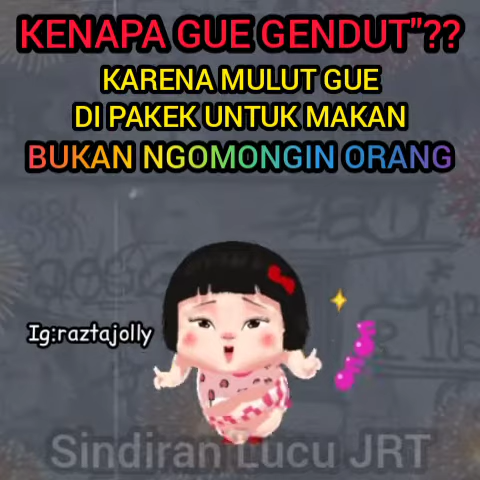 KENAPA GUE GENDUT"??
KARENA MULUT GUE
DI PAKEK UNTUK MAKAN
BUKAN NGOMONGIN ORANG
Ig:raztajolly
Sindiran Lucu JRT